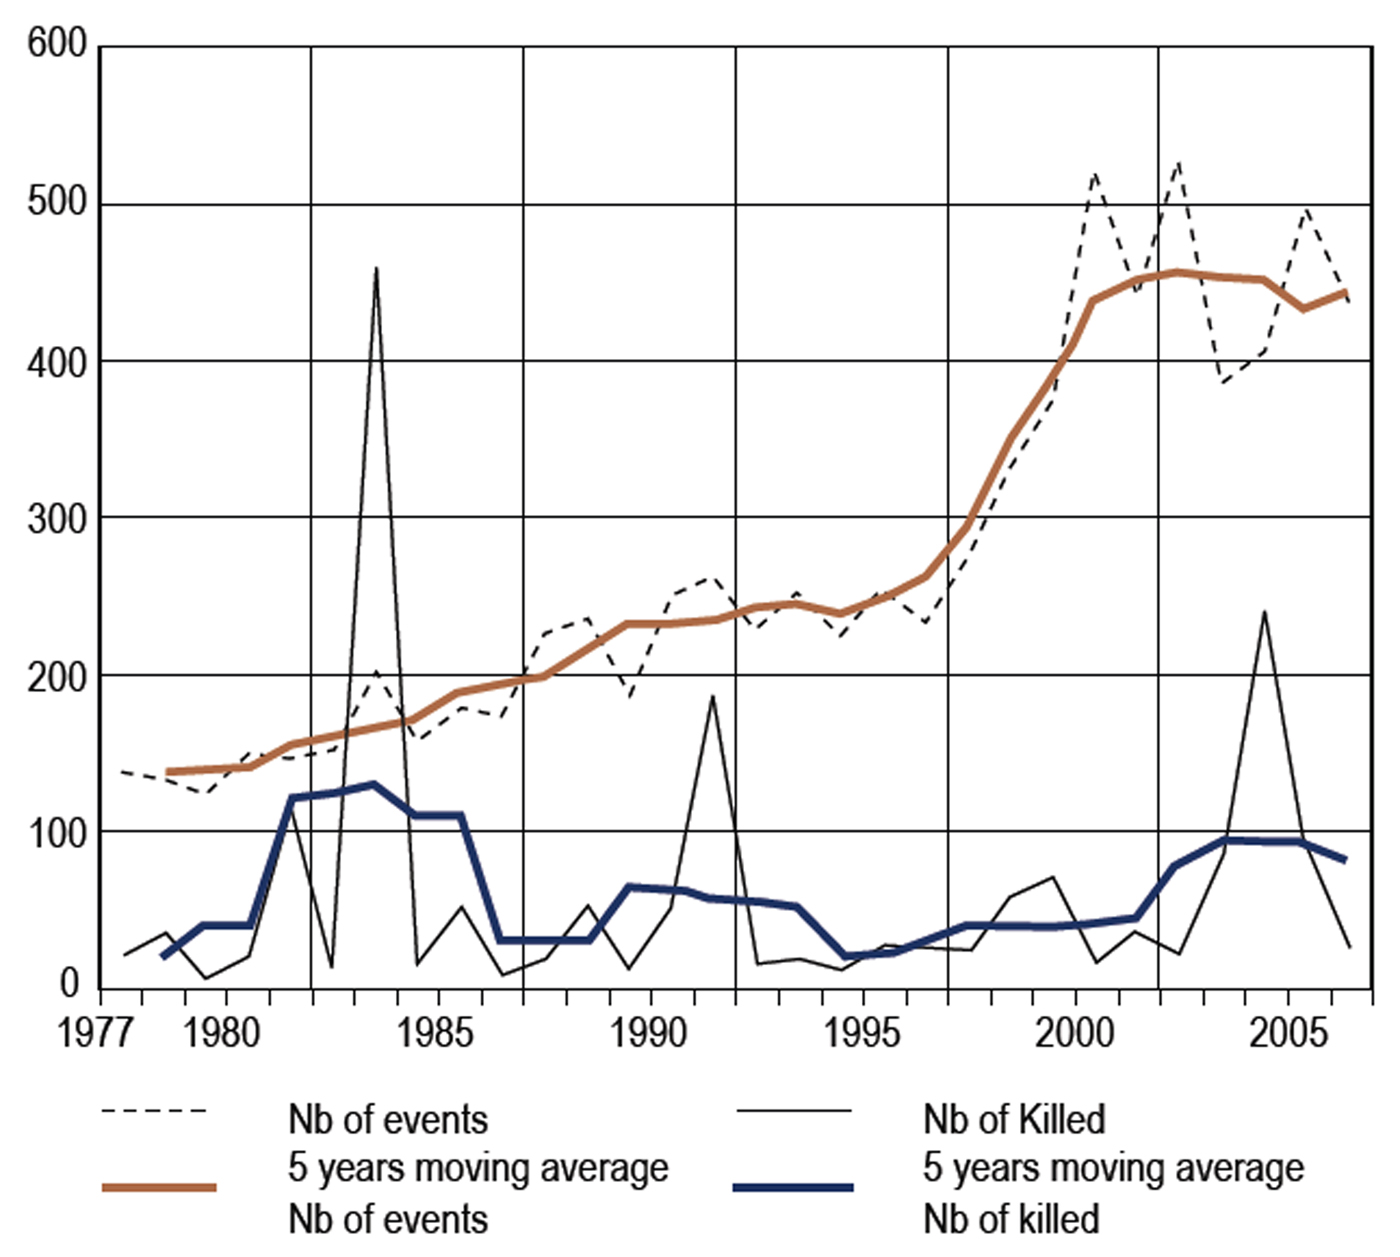 600
500
400
300
200
100
0
1977 1980 1985 1990 1995 2000 2005
Nb of events
5 years moving average
Nb of events
Nb of Killed
5 years moving average
Nb of killed